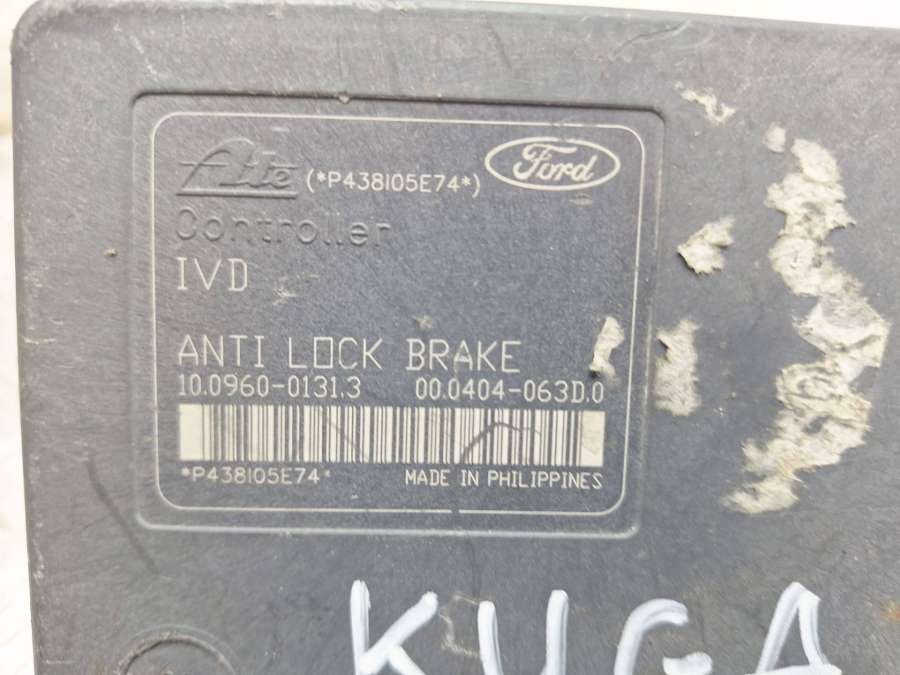 Ate (*P438105E74*) Ford
Controller
IVD
ANTI LOCK BRAKE
10.0960-0131.3 00.0404-063D.0
*P438105E74* MADE IN PHILIPPINES
KUGA